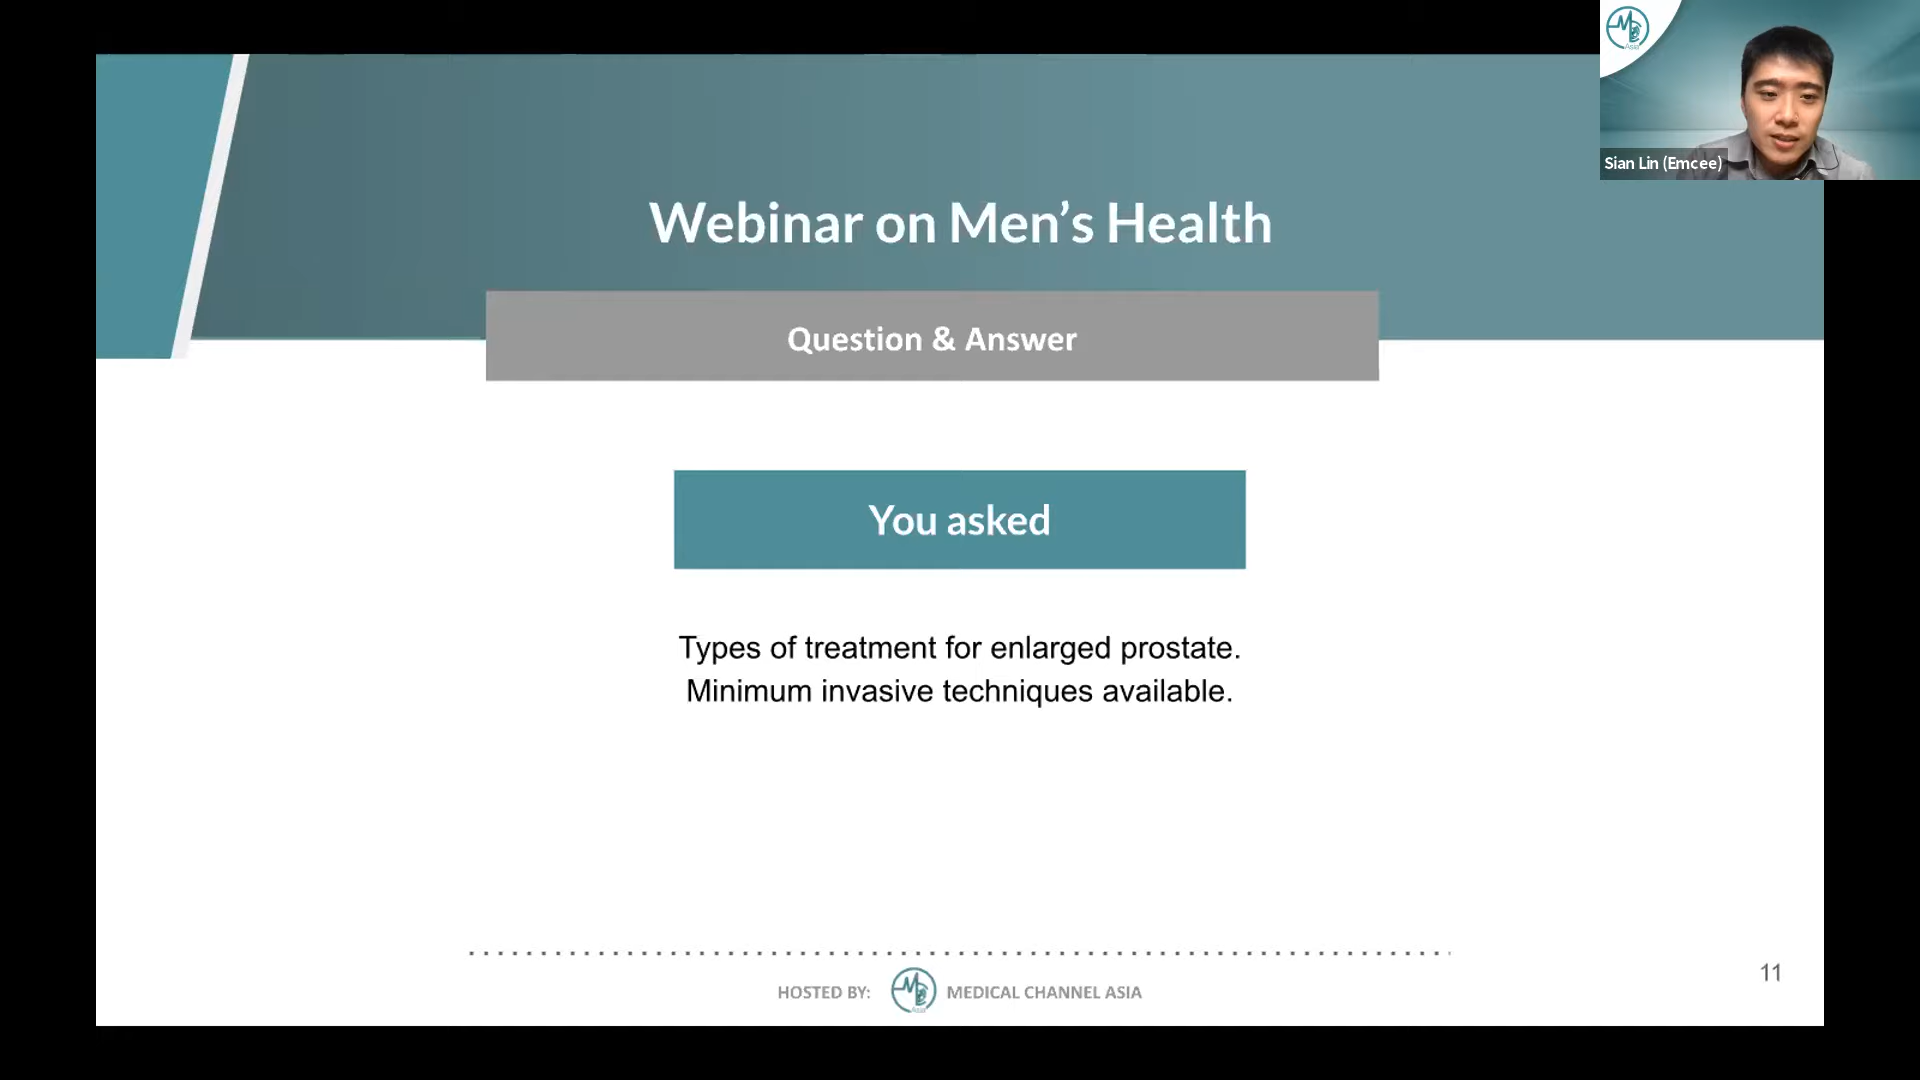 Sian Lin (Emcee)
Webinar on Men’s Health
Question & Answer
You asked
Types of treatment for enlarged prostate.
Minimum invasive techniques available.
11
HOSTED BY: MEDICAL CHANNEL ASIA